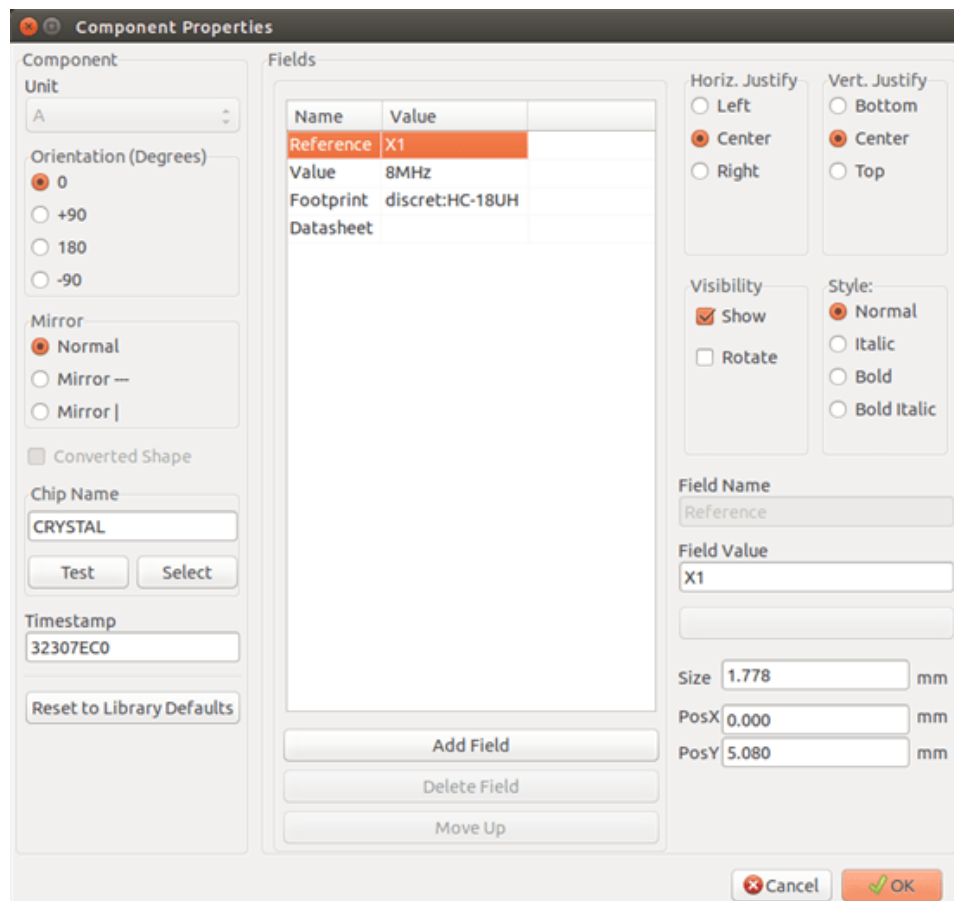 Component Properties
Component
Unit
A
Orientation (Degrees)
0
+90
180
-90
Mirror
Normal
Mirror ---
Mirror |
Converted Shape
Chip Name
CRYSTAL
Test Select
Timestamp
32307EC0
Reset to Library Defaults
Fields
Name Value
Reference X1
Value 8MHz
Footprint discret:HC-18UH
Datasheet
Add Field
Delete Field
Move Up
Horiz. Justify
Left
Center
Right
Vert. Justify
Bottom
Center
Top
Visibility
Show
Rotate
Style:
Normal
Italic
Bold
Bold Italic
Field Name
Reference
Field Value
X1
Size 1.778 mm
PosX 0.000 mm
PosY 5.080 mm
Cancel OK